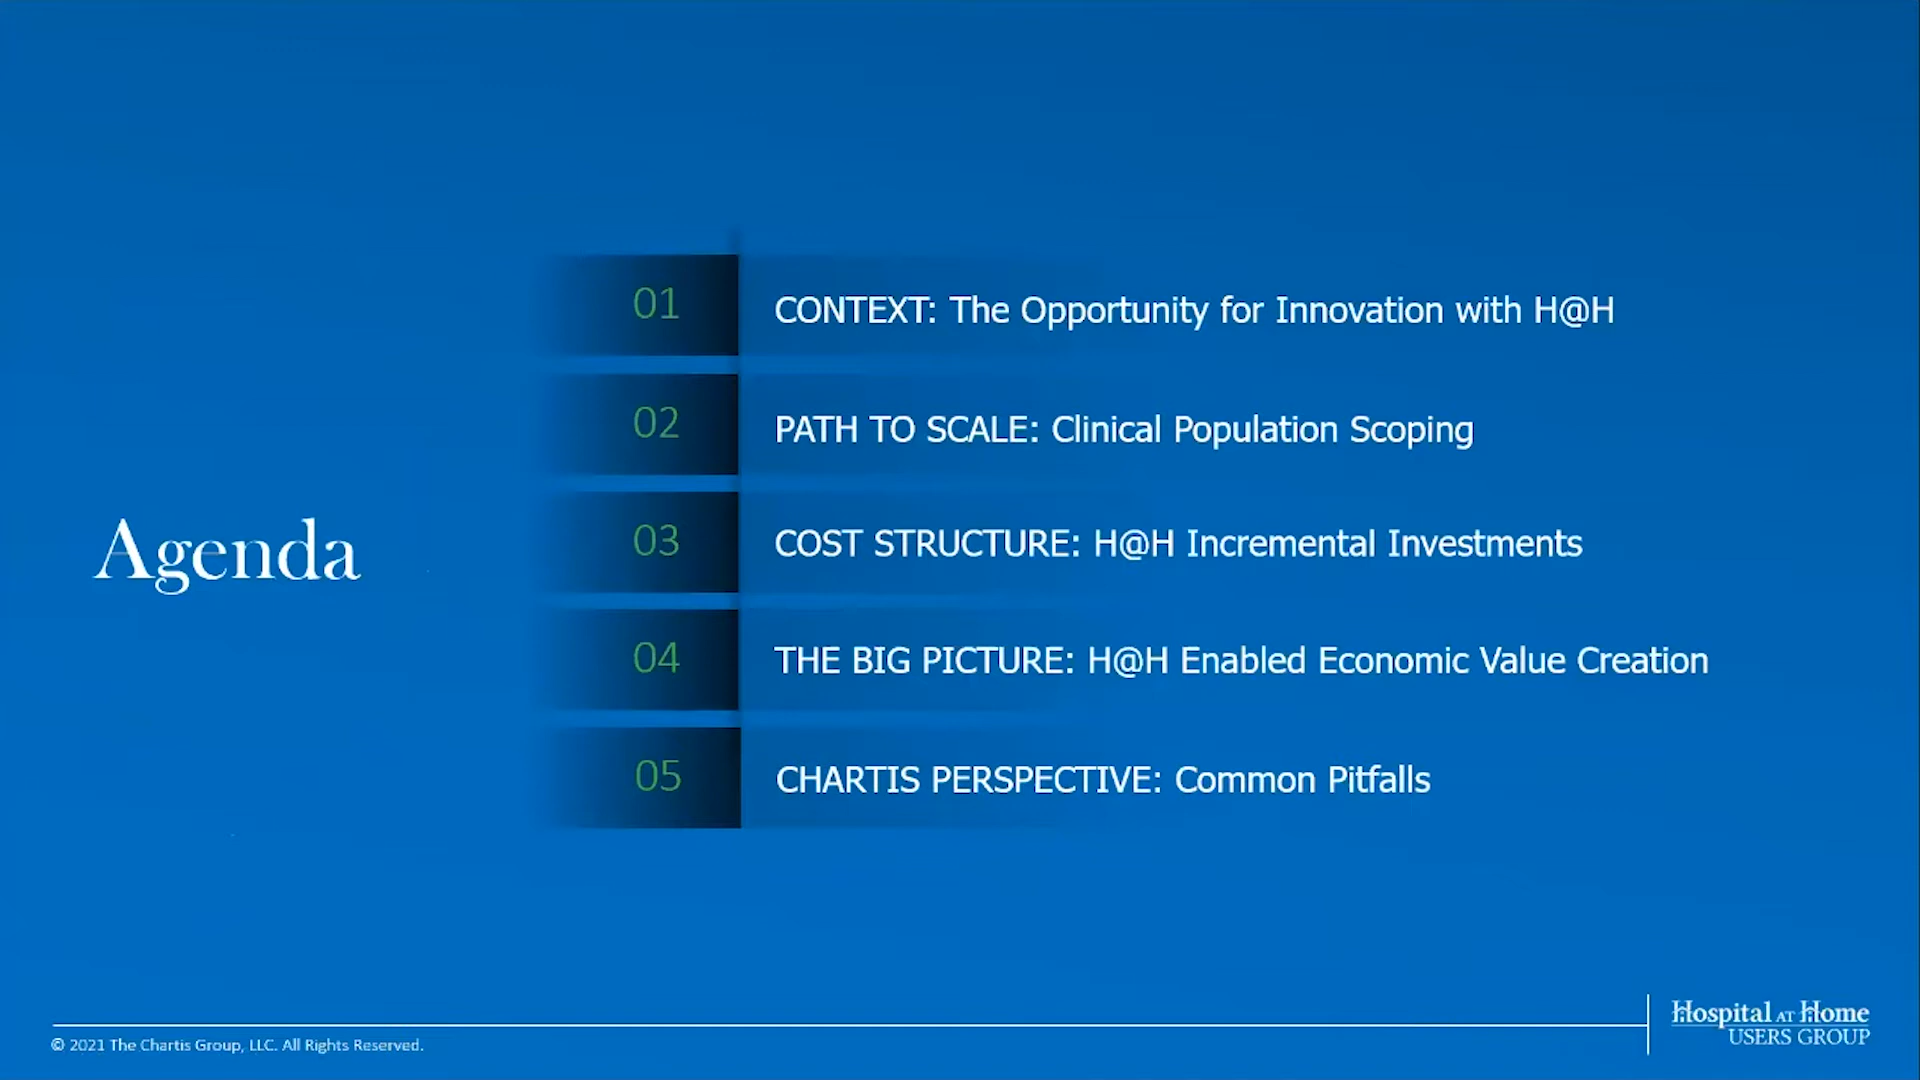 Agenda
01
CONTEXT: The Opportunity for Innovation with H@H
02
PATH TO SCALE: Clinical Population Scoping
03
COST STRUCTURE: H@H Incremental Investments
04
THE BIG PICTURE: H@H Enabled Economic Value Creation
05
CHARTIS PERSPECTIVE: Common Pitfalls
© 2021 The Chartis Group, LLC. All Rights Reserved.
Hospital AT Home
USERS GROUP